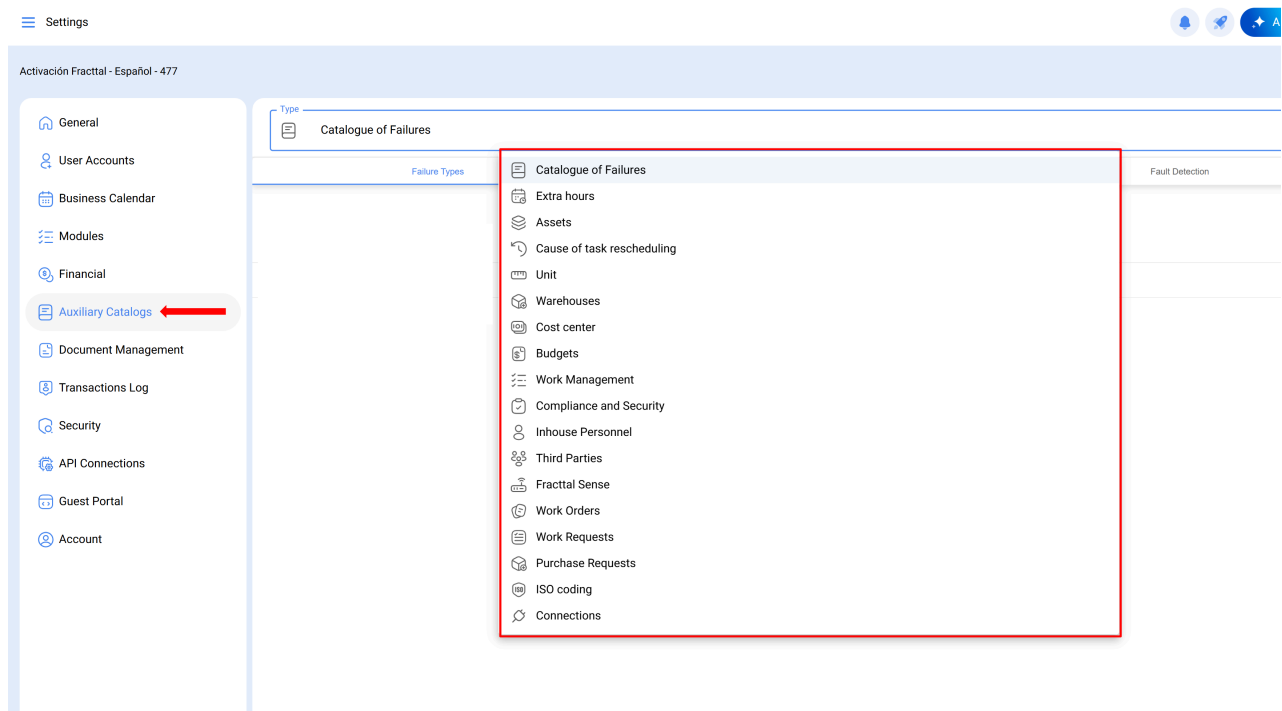 Settings
A
Activación Fracttal - Español - 477
General
User Accounts
Business Calendar
Modules
Financial
Auxiliary Catalogs
Document Management
Transactions Log
Security
API Connections
Guest Portal
Account
Type
Catalogue of Failures
Failure Types
Fault Detection
Catalogue of Failures
Extra hours
Assets
Cause of task rescheduling
Unit
Warehouses
Cost center
Budgets
Work Management
Compliance and Security
Inhouse Personnel
Third Parties
Fracttal Sense
Work Orders
Work Requests
Purchase Requests
ISO coding
Connections